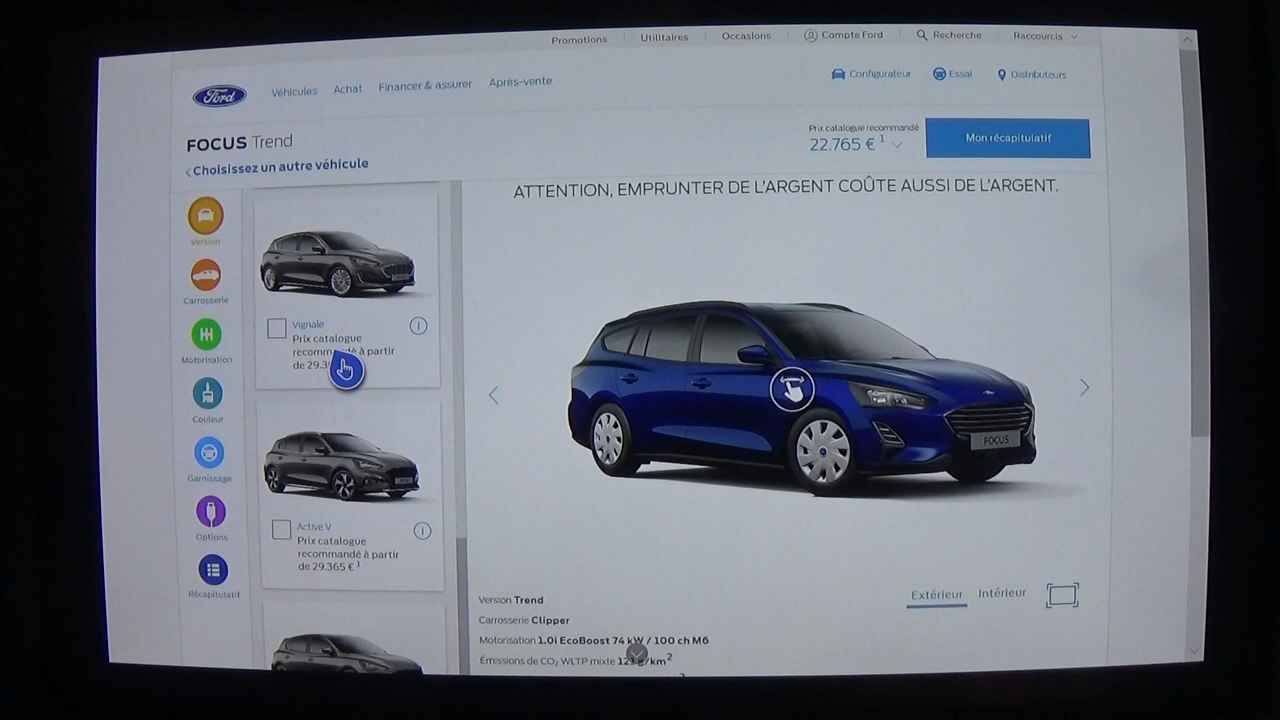 Promotions
Utilitaires
Occasions
Compte Ford
Recherche
Raccourcis
Ford
Véhicules
Achat
Financer & assurer
Après-vente
Configurateur
Essai
Distributeurs
FOCUS Trend
Choisissez un autre véhicule
Prix catalogue recommandé
22.765 € 1
Mon récapitulatif
ATTENTION, EMPRUNTER DE L'ARGENT COÛTE AUSSI DE L'ARGENT.
Version
Carrosserie
Motorisation
Couleur
Garnissage
Options
Récapitulatif
Vignale
Prix catalogue
à partir
de
Active V
Prix catalogue
recommandé à partir
de 29.365 € 1
FOCUS
Version Trend
Carrosserie Clipper
Motorisation 1.0i EcoBoost 74 kW / 100 ch M6
Émissions de CO₂ WLTP mixte
Extérieur
Intérieur